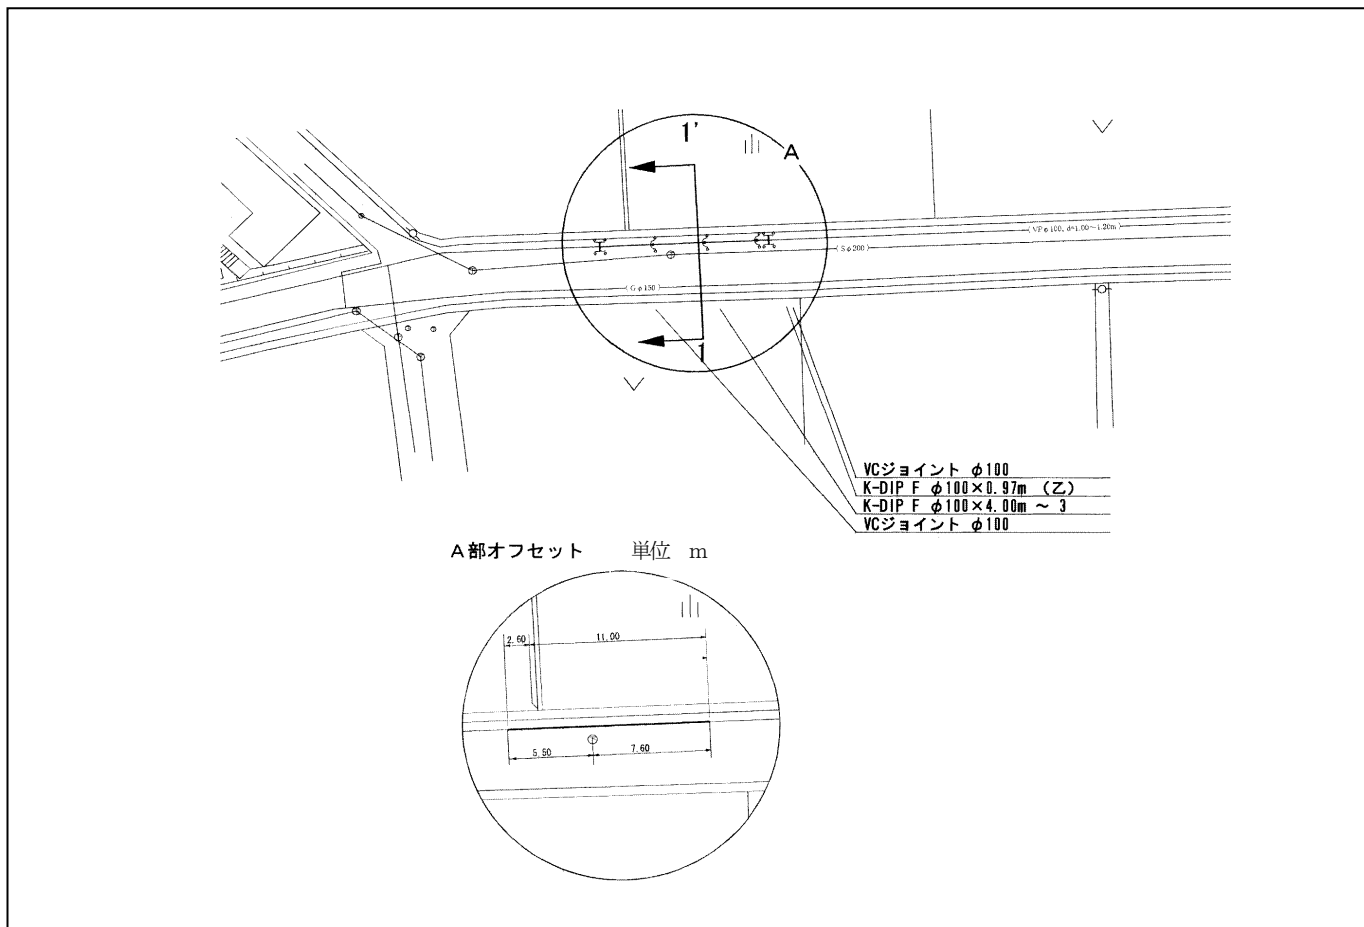 1'
A
VP φ100, d=1.00～1.20m
S φ200
G φ150
1
VCジョイント φ100
K-DIP F φ100×0.97m （乙）
K-DIP F φ100×4.00m ～ 3
VCジョイント φ100
A部オフセット 単位 m
2.60 11.00
5.50 7.60